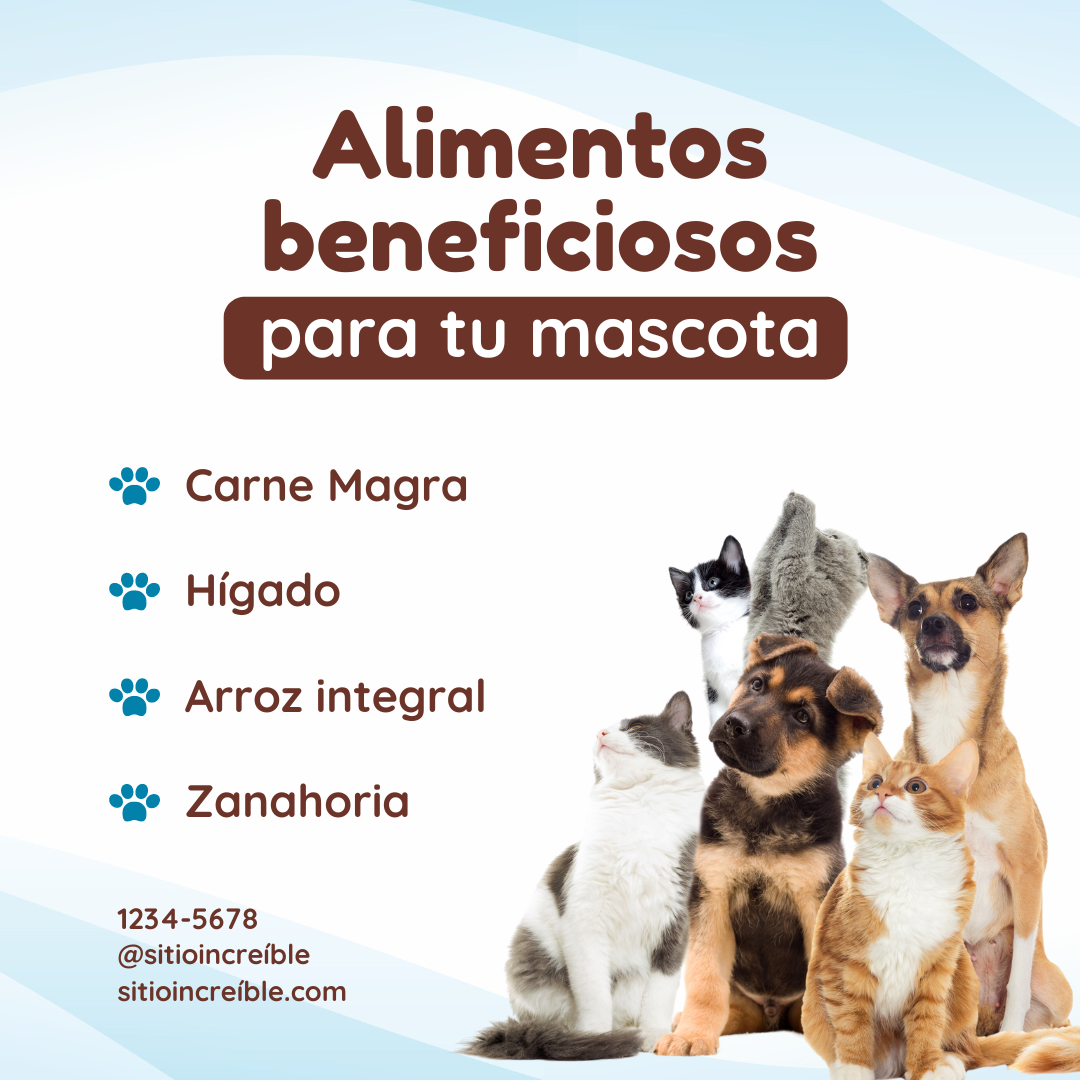 Alimentos
beneficiosos
para tu mascota
Carne Magra
Hígado
Arroz integral
Zanahoria
1234-5678
@sitioincreíble
sitioincreíble.com